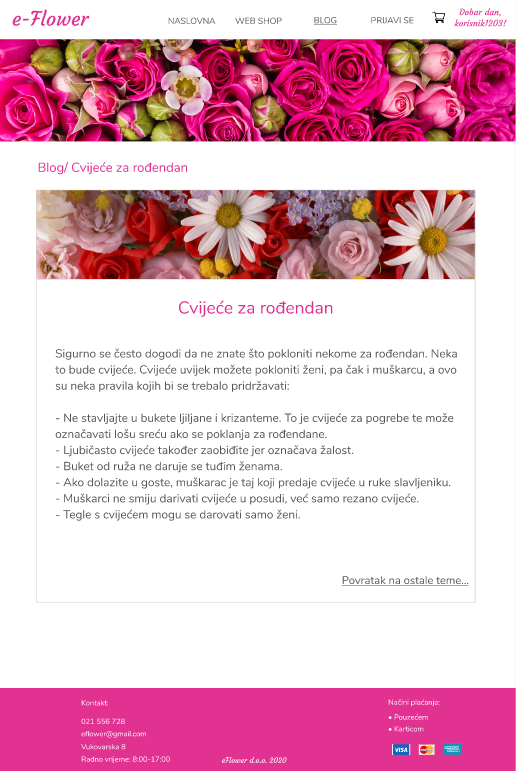 e-Flower
NASLOVNA
WEB SHOP
BLOG
PRIJAVI SE
Dobar dan,
korisnik1203!
Blog/ Cvijeće za rođendan
Cvijeće za rođendan
Sigurno se često dogodi da ne znate što pokloniti nekome za rođendan. Neka
to bude cvijeće. Cvijeće uvijek možete pokloniti ženi, pa čak i muškarcu, a ovo
su neka pravila kojih bi se trebalo pridržavati:
- Ne stavljajte u bukete ljiljane i krizanteme. To je cvijeće za pogrebe te može
označavati lošu sreću ako se poklanja za rođendane.
- Ljubičasto cvijeće također zaobiđite jer označava žalost.
- Buket od ruža ne daruje se tuđim ženama.
- Ako dolazite u goste, muškarac je taj koji predaje cvijeće u ruke slavljeniku.
- Muškarci ne smiju darivati cvijeće u posudi, već samo rezano cvijeće.
- Tegle s cvijećem mogu se darovati samo ženi.
Povratak na ostale teme...
Kontakt:
021 556 728
eflower@gmail.com
Vukovarska 8
Radno vrijeme: 8:00-17:00
eFlower d.o.o. 2020
Načini plaćanja:
• Pouzećem
• Karticom
VISA